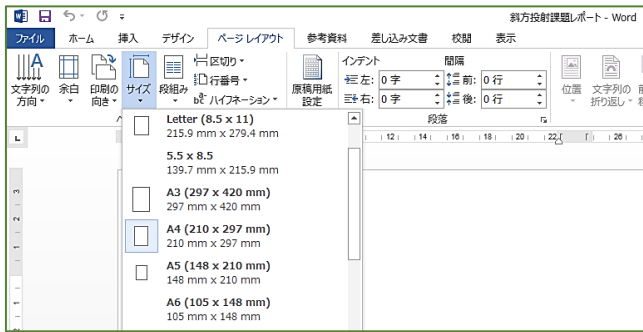 斜方投射課題レポート - Word
ファイル ホーム 挿入 デザイン ページ レイアウト 参考資料 差し込み文書 校閲 表示
文字列の方向 余白 印刷の向き サイズ 段組み
区切り
行番号
ハイフネーション
原稿用紙設定
インデント 間隔
左: 0 字 前: 0 行
右: 0 字 後: 0 行
段落
位置 文字列の折り返し 前
Letter (8.5 x 11)
215.9 mm x 279.4 mm
5.5 x 8.5
139.7 mm x 215.9 mm
A3 (297 x 420 mm)
297 mm x 420 mm
A4 (210 x 297 mm)
210 mm x 297 mm
A5 (148 x 210 mm)
148 mm x 210 mm
A6 (105 x 148 mm)
105 mm x 148 mm
12 14 16 18 20 22 26